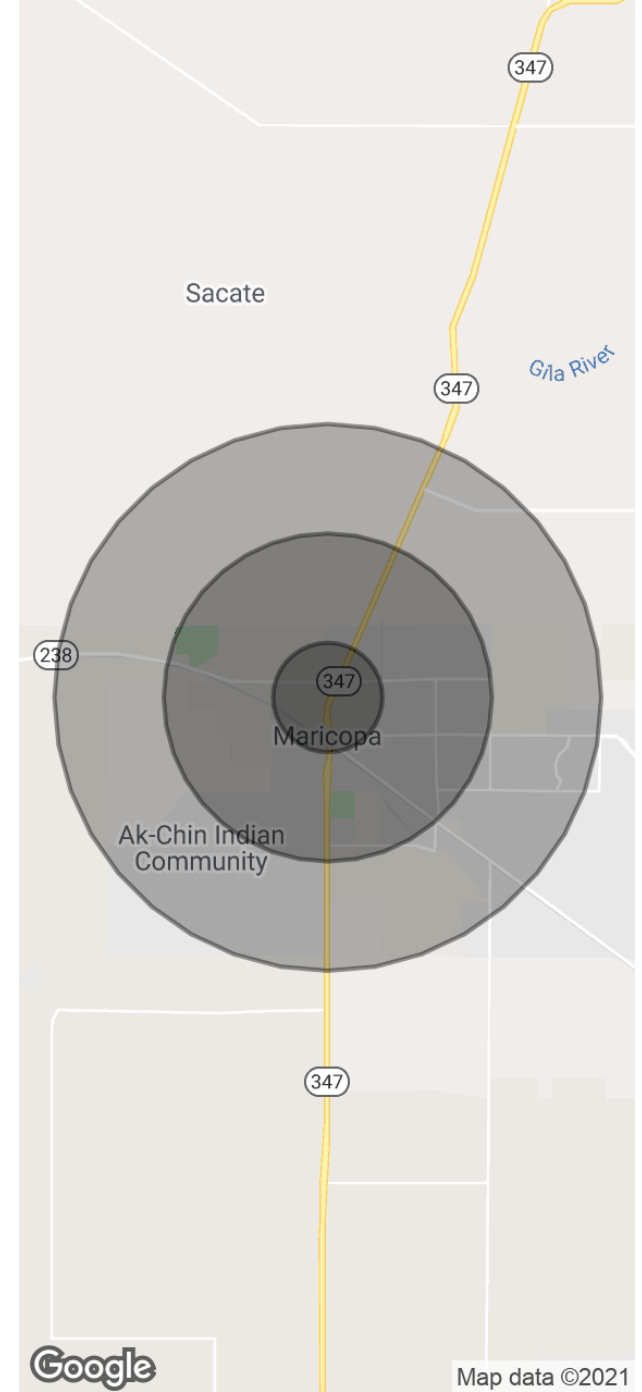 347
Sacate
Gila River
347
238
347
Maricopa
Ak-Chin Indian
Community
347
Google
Map data ©2021